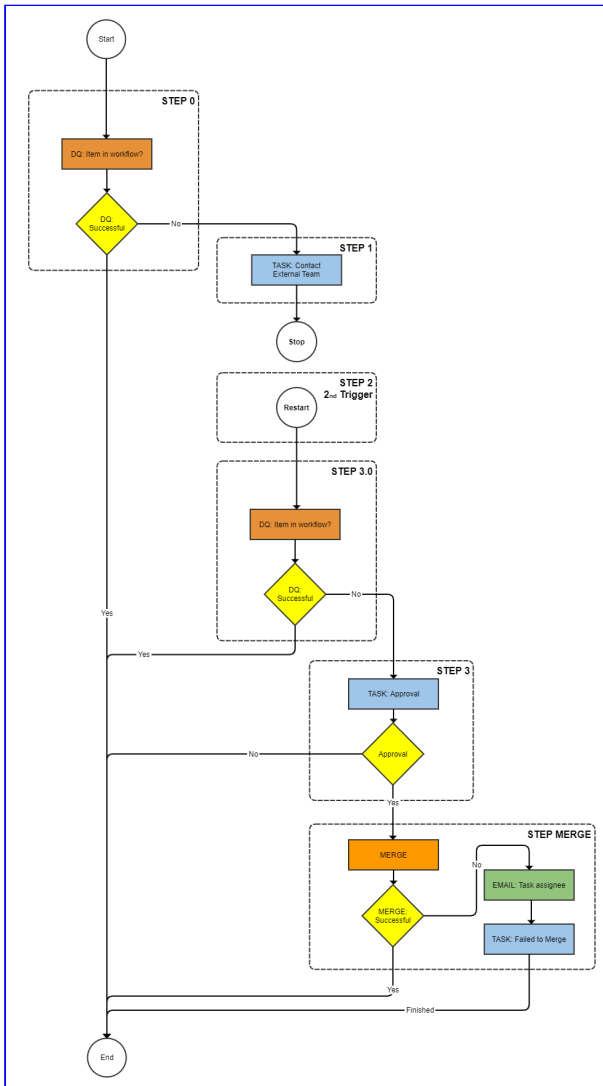 Start
STEP 0
DQ: Item in workflow?
DQ:
Successful
No
STEP 1
TASK: Contact
External Team
Stop
STEP 2
2nd Trigger
Restart
STEP 3.0
DQ: Item in workflow?
DQ:
Successful
No
Yes
Yes
STEP 3
TASK: Approval
Approval
No
Yes
STEP MERGE
MERGE
No
EMAIL: Task assignee
MERGE:
Successful
TASK: Failed to Merge
Yes
Finished
End